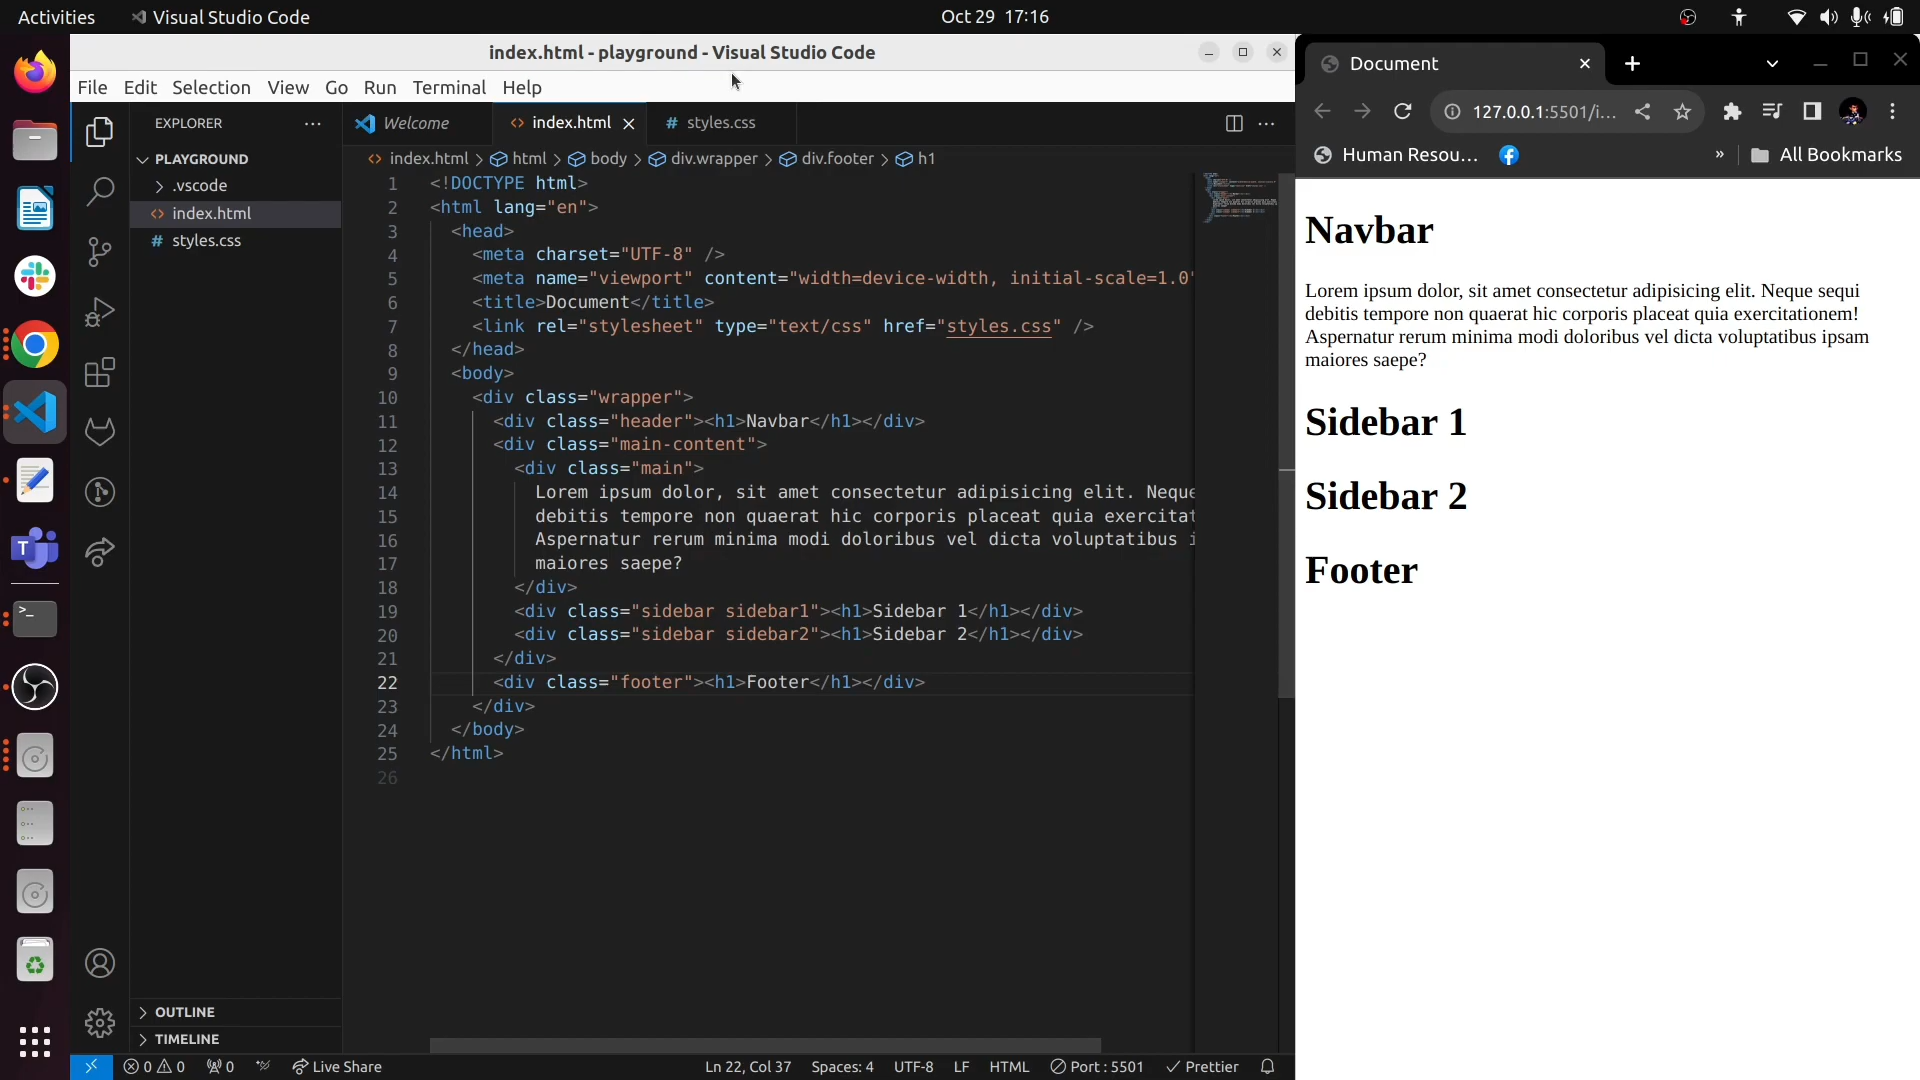 Activities
Visual Studio Code
Oct 29 17:16
index.html - playground - Visual Studio Code
File Edit Selection View Go Run Terminal Help
EXPLORER
PLAYGROUND
.vscode
index.html
styles.css
OUTLINE
TIMELINE
Welcome
index.html
styles.css
index.html > html > body > div.wrapper > div.footer > h1
1 <!DOCTYPE html>
2 <html lang="en">
3 <head>
4 <meta charset="UTF-8" />
5 <meta name="viewport" content="width=device-width, initial-scale=1.0"
6 <title>Document</title>
7 <link rel="stylesheet" type="text/css" href="styles.css" />
8 </head>
9 <body>
10 <div class="wrapper">
11 <div class="header"><h1>Navbar</h1></div>
12 <div class="main-content">
13 <div class="main">
14 Lorem ipsum dolor, sit amet consectetur adipisicing elit. Neque
15 debitis tempore non quaerat hic corporis placeat quia exercitat
16 Aspernatur rerum minima modi doloribus vel dicta voluptatibus i
17 maiores saepe?
18 </div>
19 <div class="sidebar sidebar1"><h1>Sidebar 1</h1></div>
20 <div class="sidebar sidebar2"><h1>Sidebar 2</h1></div>
21 </div>
22 <div class="footer"><h1>Footer</h1></div>
23 </div>
24 </body>
25 </html>
26
0 0 0 Live Share
Ln 22, Col 37 Spaces: 4 UTF-8 LF HTML Port : 5501 Prettier
Document
127.0.0.1:5501/i...
Human Resou... » All Bookmarks
Navbar
Lorem ipsum dolor, sit amet consectetur adipisicing elit. Neque sequi
debitis tempore non quaerat hic corporis placeat quia exercitationem!
Aspernatur rerum minima modi doloribus vel dicta voluptatibus ipsam
maiores saepe?
Sidebar 1
Sidebar 2
Footer